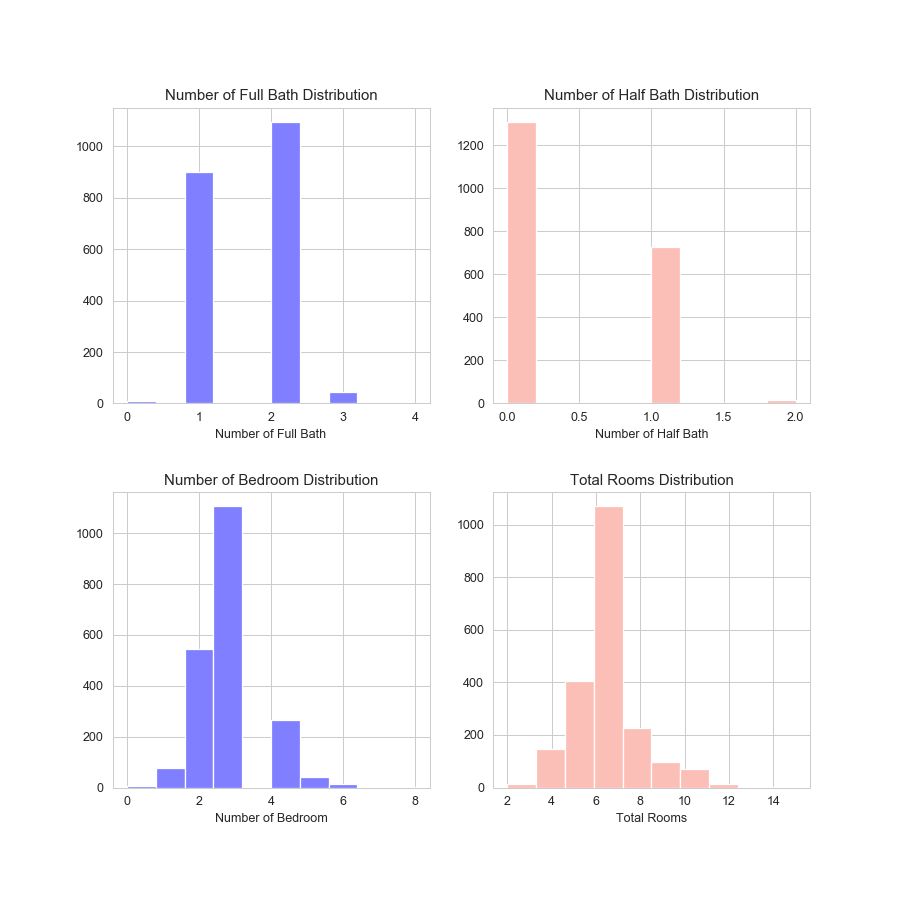 Number of Full Bath Distribution
1000
800
600
400
200
0
0 1 2 3 4
Number of Full Bath
Number of Half Bath Distribution
1200
1000
800
600
400
200
0
0.0 0.5 1.0 1.5 2.0
Number of Half Bath
Number of Bedroom Distribution
1000
800
600
400
200
0
0 2 4 6 8
Number of Bedroom
Total Rooms Distribution
1000
800
600
400
200
0
2 4 6 8 10 12 14
Total Rooms